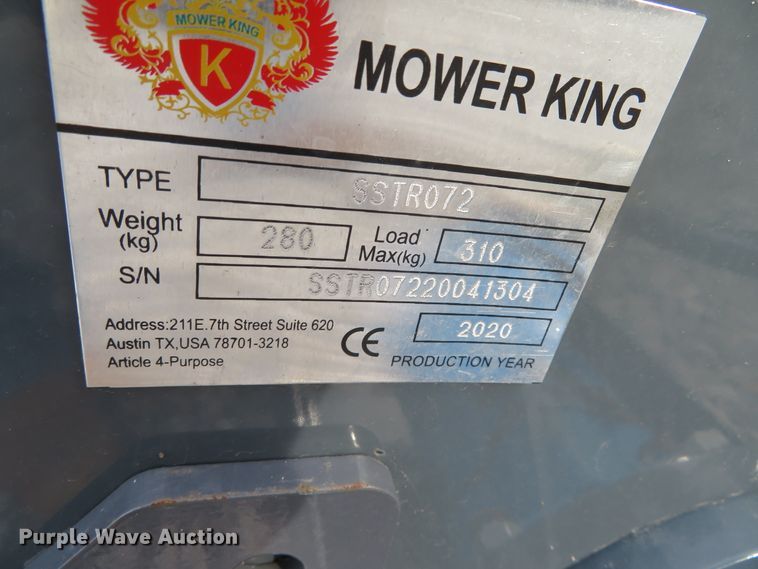 MOWER KING
K
MOWER KING
TYPE SSTR072
Weight (kg) 280 Load Max(kg) 310
S/N SSTR07220041304
Address:211E.7th Street Suite 620
Austin TX,USA 78701-3218
Article 4-Purpose
CE
2020
PRODUCTION YEAR
Purple Wave Auction